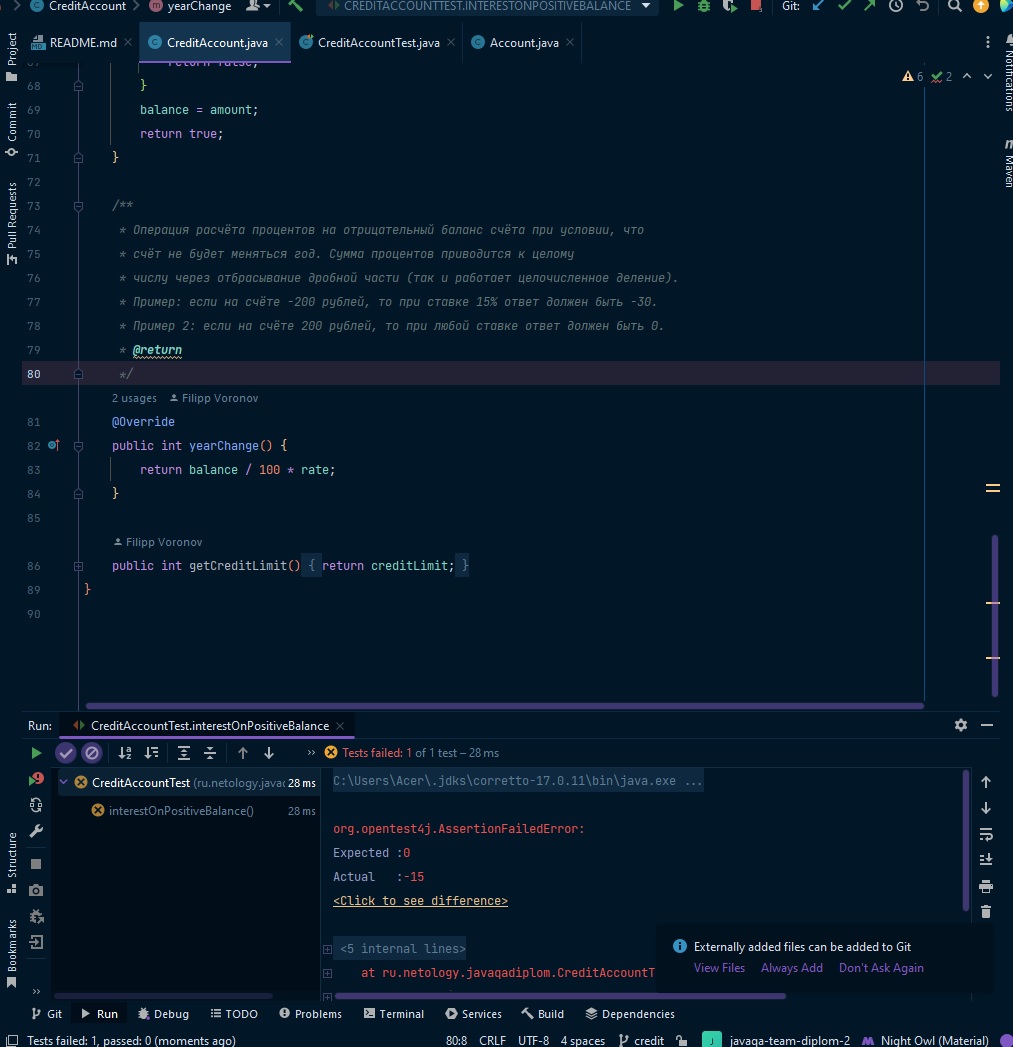 CreditAccount yearChange CREDITACCOUNTTEST.INTERESTONPOSITIVEBALANCE Git:
README.md CreditAccount.java CreditAccountTest.java Account.java
Project
Commit
Pull Requests
Structure
Bookmarks
Notifications
Maven
6 2
67 return false;
68 }
69 balance = amount;
70 return true;
71 }
72
73 /**
74 * Операция расчёта процентов на отрицательный баланс счёта при условии, что
75 * счёт не будет меняться год. Сумма процентов приводится к целому
76 * числу через отбрасывание дробной части (так и работает целочисленное деление).
77 * Пример: если на счёте -200 рублей, то при ставке 15% ответ должен быть -30.
78 * Пример 2: если на счёте 200 рублей, то при любой ставке ответ должен быть 0.
79 * @return
80 */
2 usages Filipp Voronov
81 @Override
82 public int yearChange() {
83 return balance / 100 * rate;
84 }
85
Filipp Voronov
86 public int getCreditLimit() { return creditLimit; }
89 }
90
Run: CreditAccountTest.interestOnPositiveBalance
Tests failed: 1 of 1 test – 28 ms
CreditAccountTest (ru.netology.javac 28 ms
interestOnPositiveBalance() 28 ms
C:\Users\Acer\.jdks\corretto-17.0.11\bin\java.exe ...
org.opentest4j.AssertionFailedError:
Expected :0
Actual :-15
<Click to see difference>
<5 internal lines>
at ru.netology.javaqadiplom.CreditAccountT
Externally added files can be added to Git
View Files Always Add Don't Ask Again
Git Run Debug TODO Problems Terminal Services Build Dependencies
Tests failed: 1, passed: 0 (moments ago) 80:8 CRLF UTF-8 4 spaces credit javaqa-team-diplom-2 Night Owl (Material)